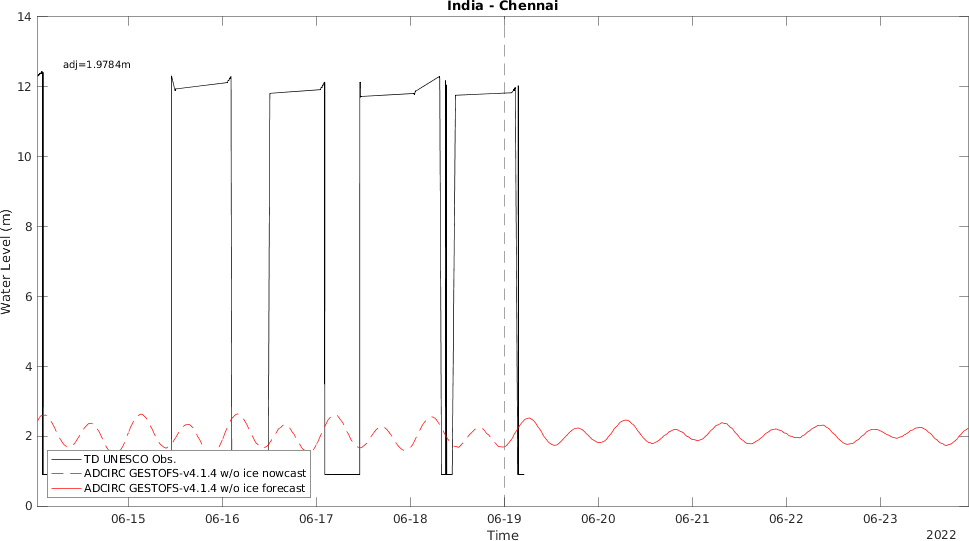 India - Chennai
adj=1.9784m
14
12
10
8
6
4
2
0
Water Level (m)
TD UNESCO Obs.
ADCIRC GESTOFS-v4.1.4 w/o ice nowcast
ADCIRC GESTOFS-v4.1.4 w/o ice forecast
06-15 06-16 06-17 06-18 06-19 06-20 06-21 06-22 06-23
Time
2022